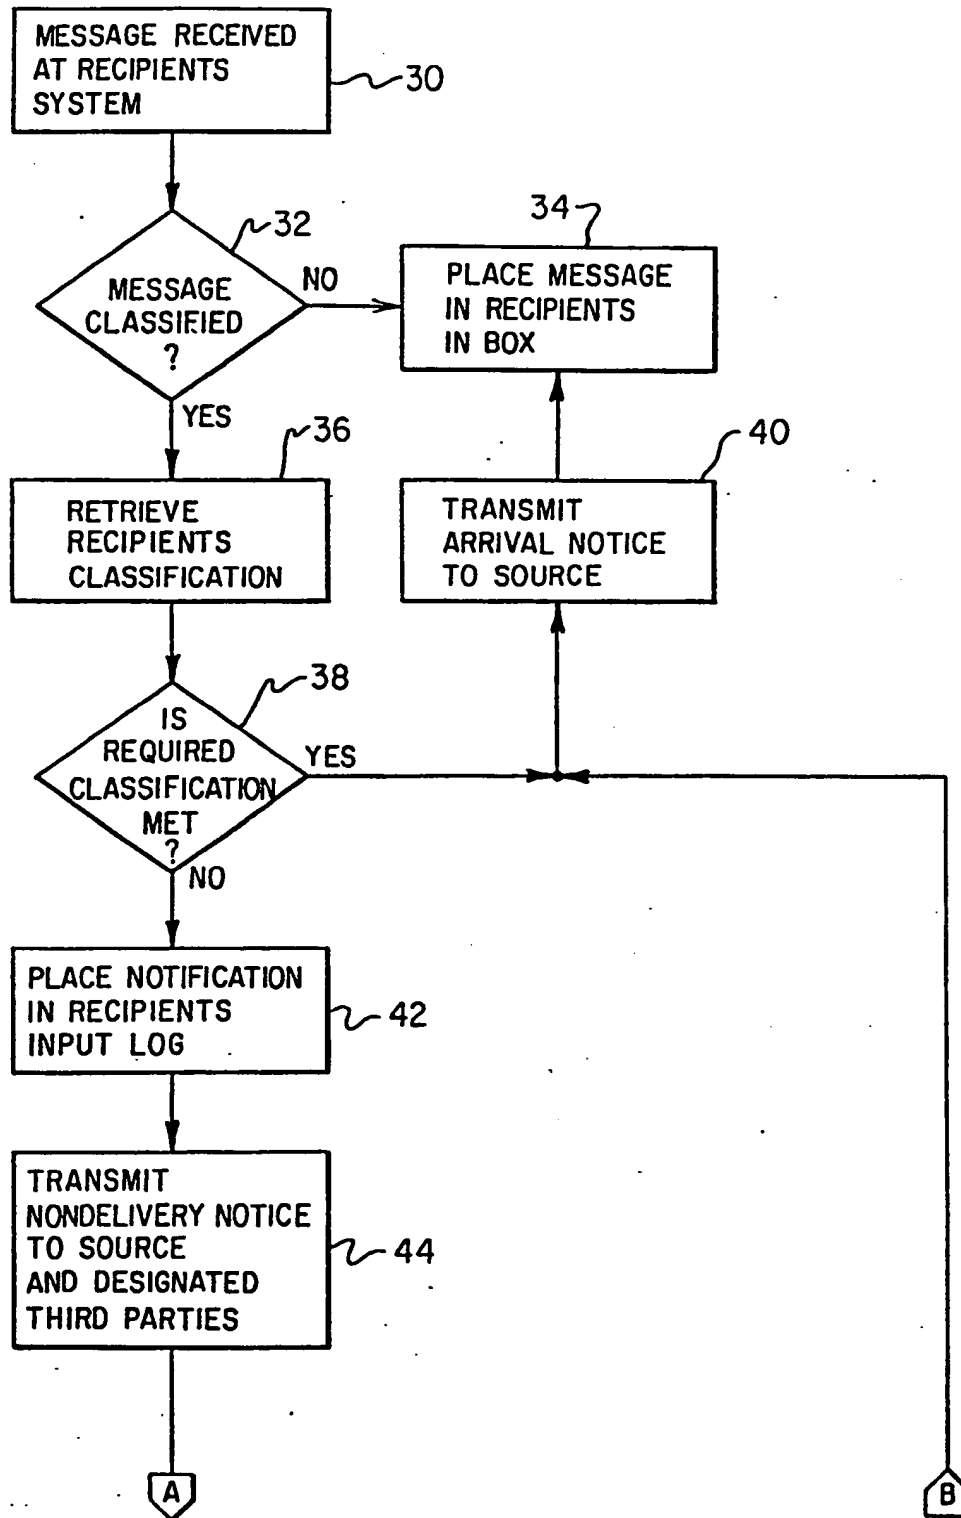 MESSAGE RECEIVED
AT RECIPIENTS
SYSTEM
30
32
MESSAGE
CLASSIFIED
?
NO
YES
34
PLACE MESSAGE
IN RECIPIENTS
IN BOX
36
RETRIEVE
RECIPIENTS
CLASSIFICATION
40
TRANSMIT
ARRIVAL NOTICE
TO SOURCE
38
IS
REQUIRED
CLASSIFICATION
MET
?
YES
NO
PLACE NOTIFICATION
IN RECIPIENTS
INPUT LOG
42
TRANSMIT
NONDELIVERY NOTICE
TO SOURCE
AND DESIGNATED
THIRD PARTIES
44
A
B